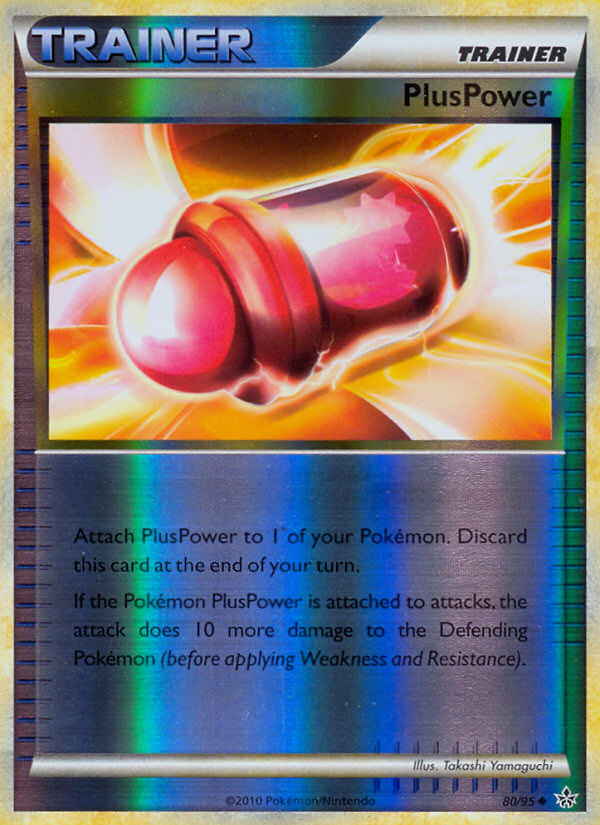 TRAINER
TRAINER
PlusPower
Attach PlusPower to 1 of your Pokémon. Discard
this card at the end of your turn.
If the Pokémon PlusPower is attached to attacks, the
attack does 10 more damage to the Defending
Pokémon (before applying Weakness and Resistance).
Illus. Takashi Yamaguchi
©2010 Pokémon/Nintendo
80/95